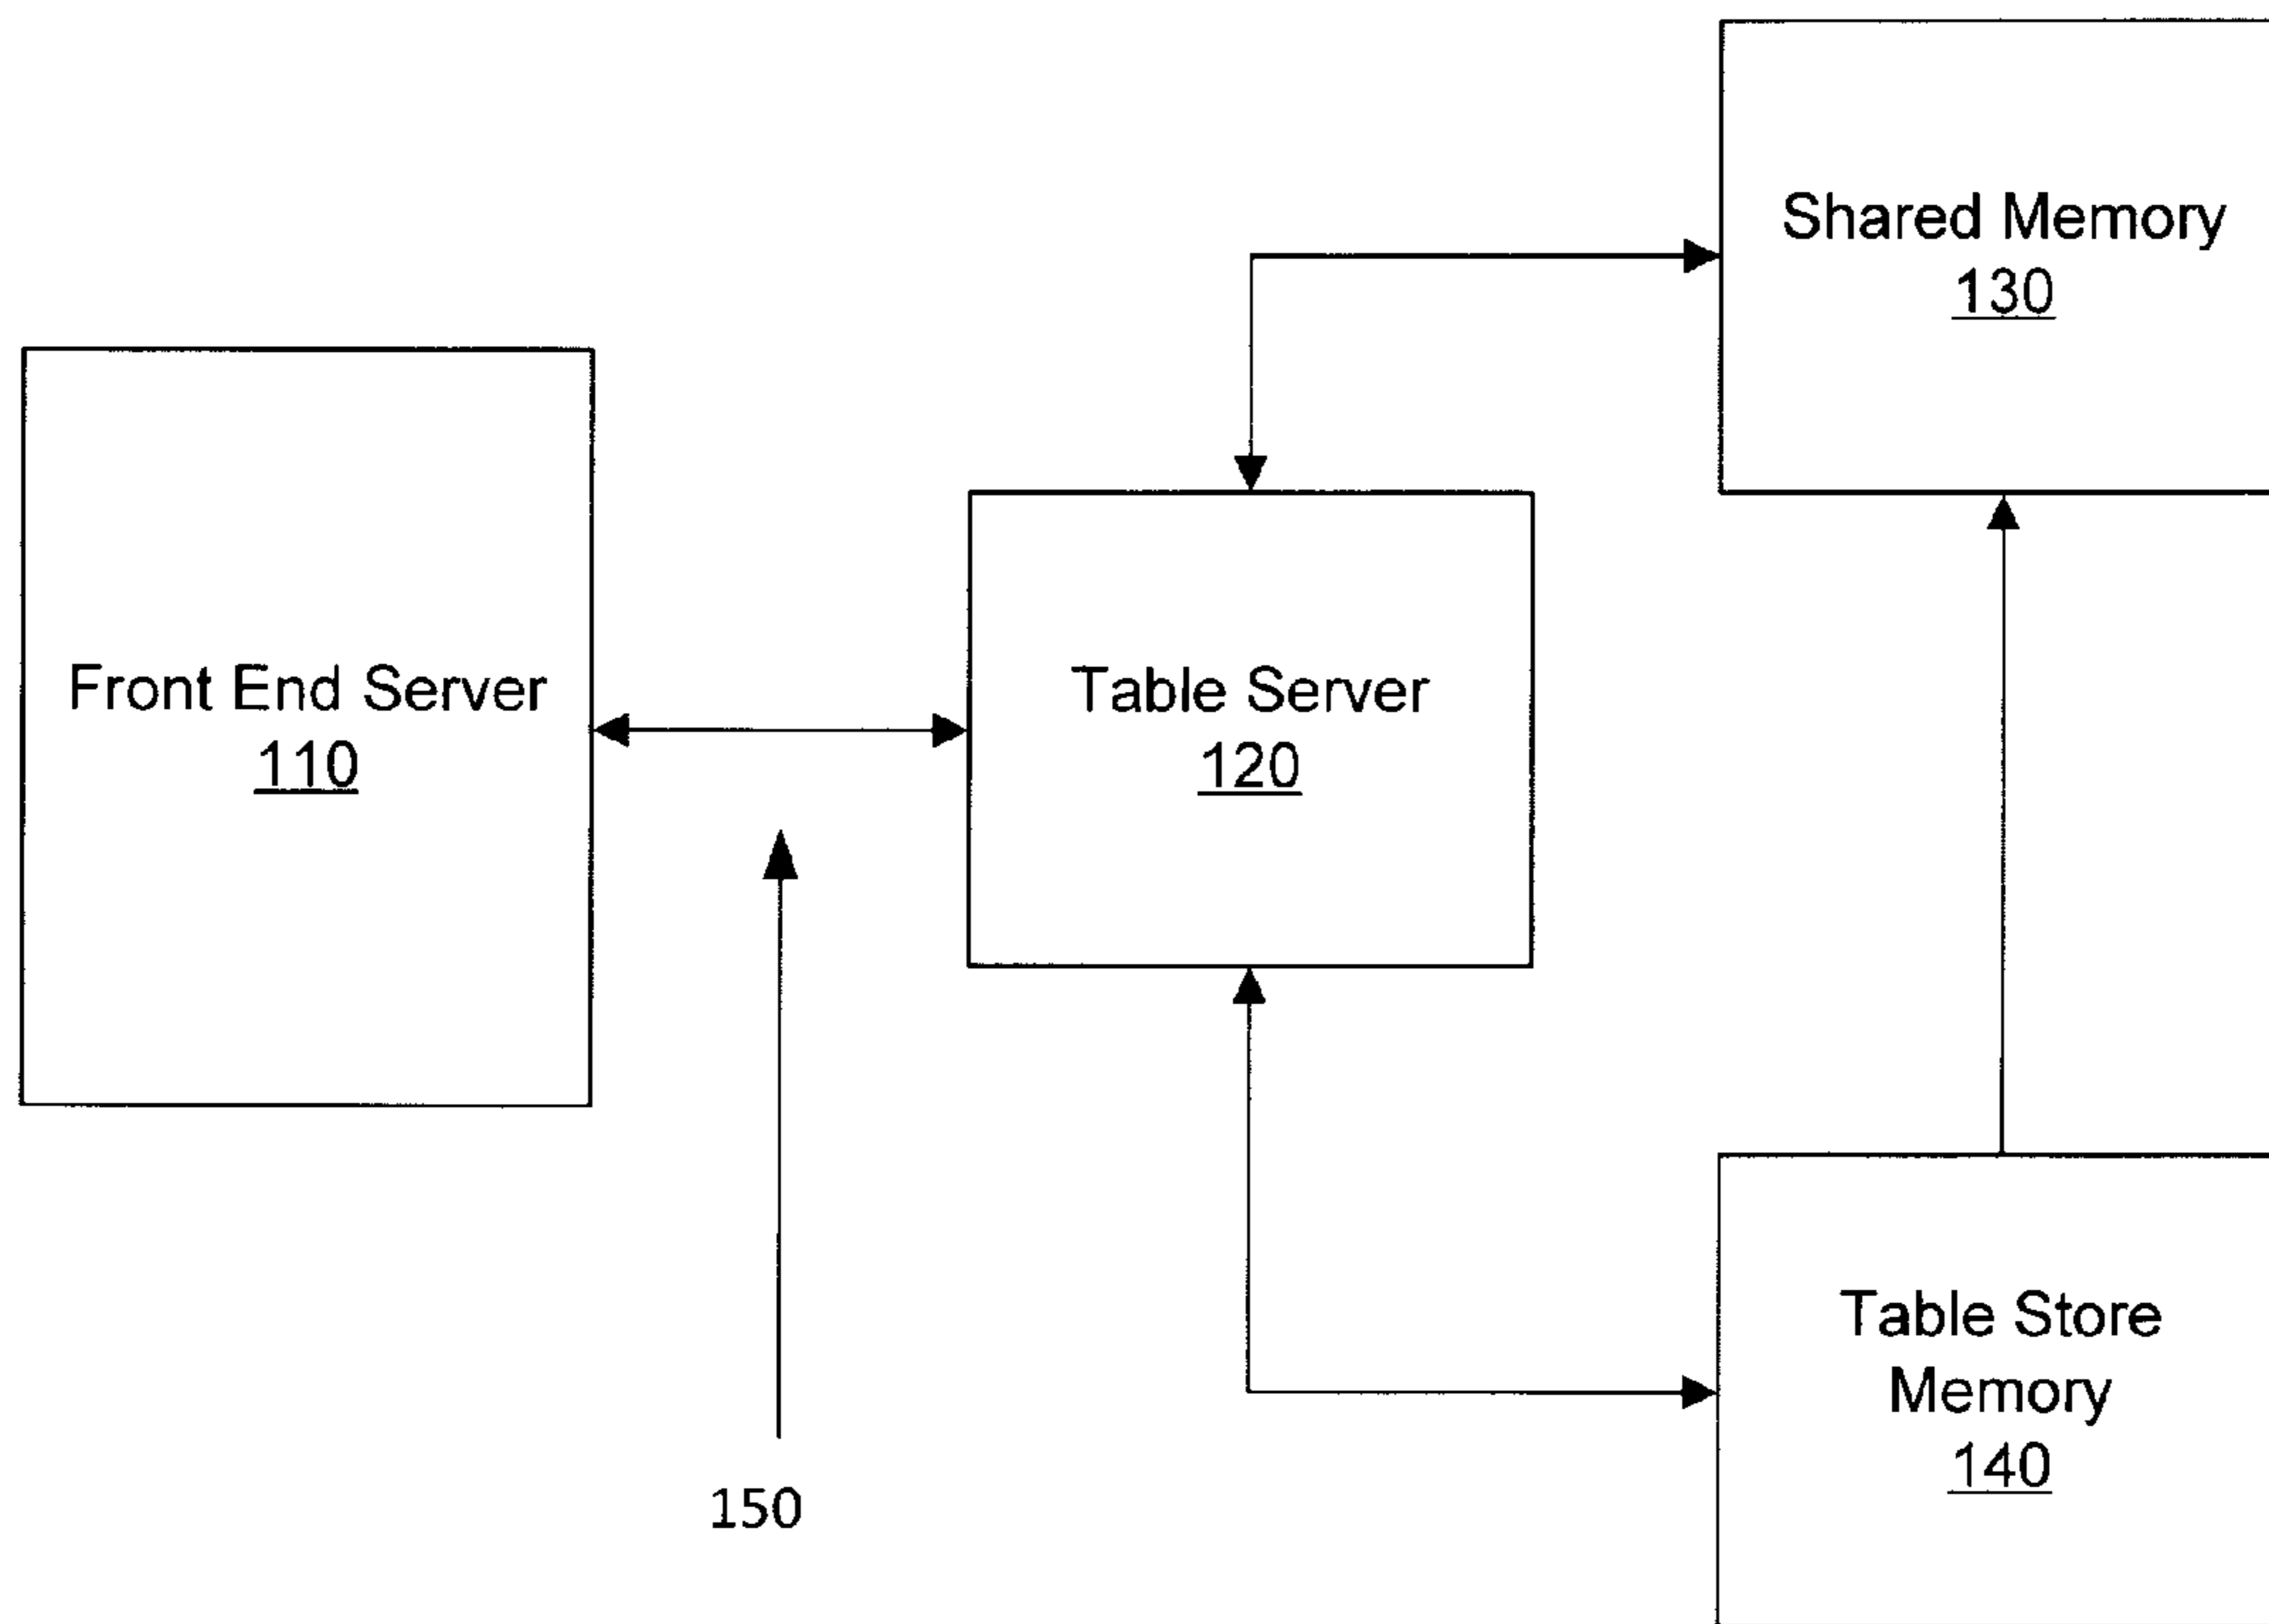 Shared Memory
130
Front End Server
110
Table Server
120
Table Store
Memory
140
150